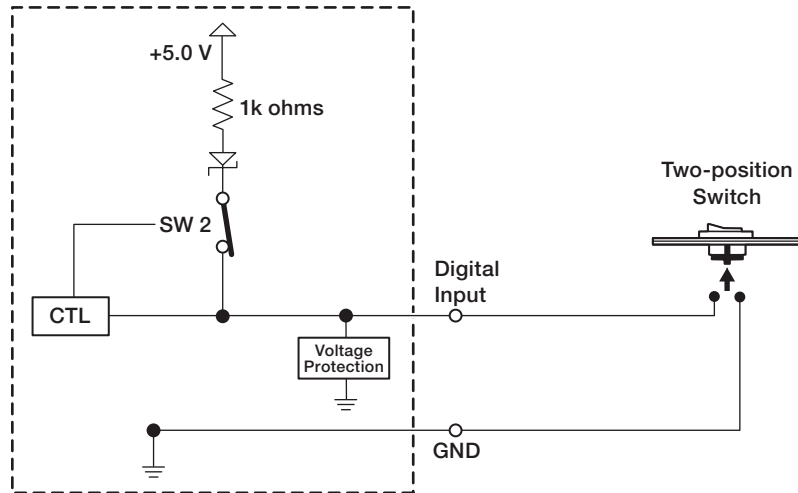 +5.0 V
1k ohms
SW 2
CTL
Voltage
Protection
Digital
Input
GND
Two-position
Switch